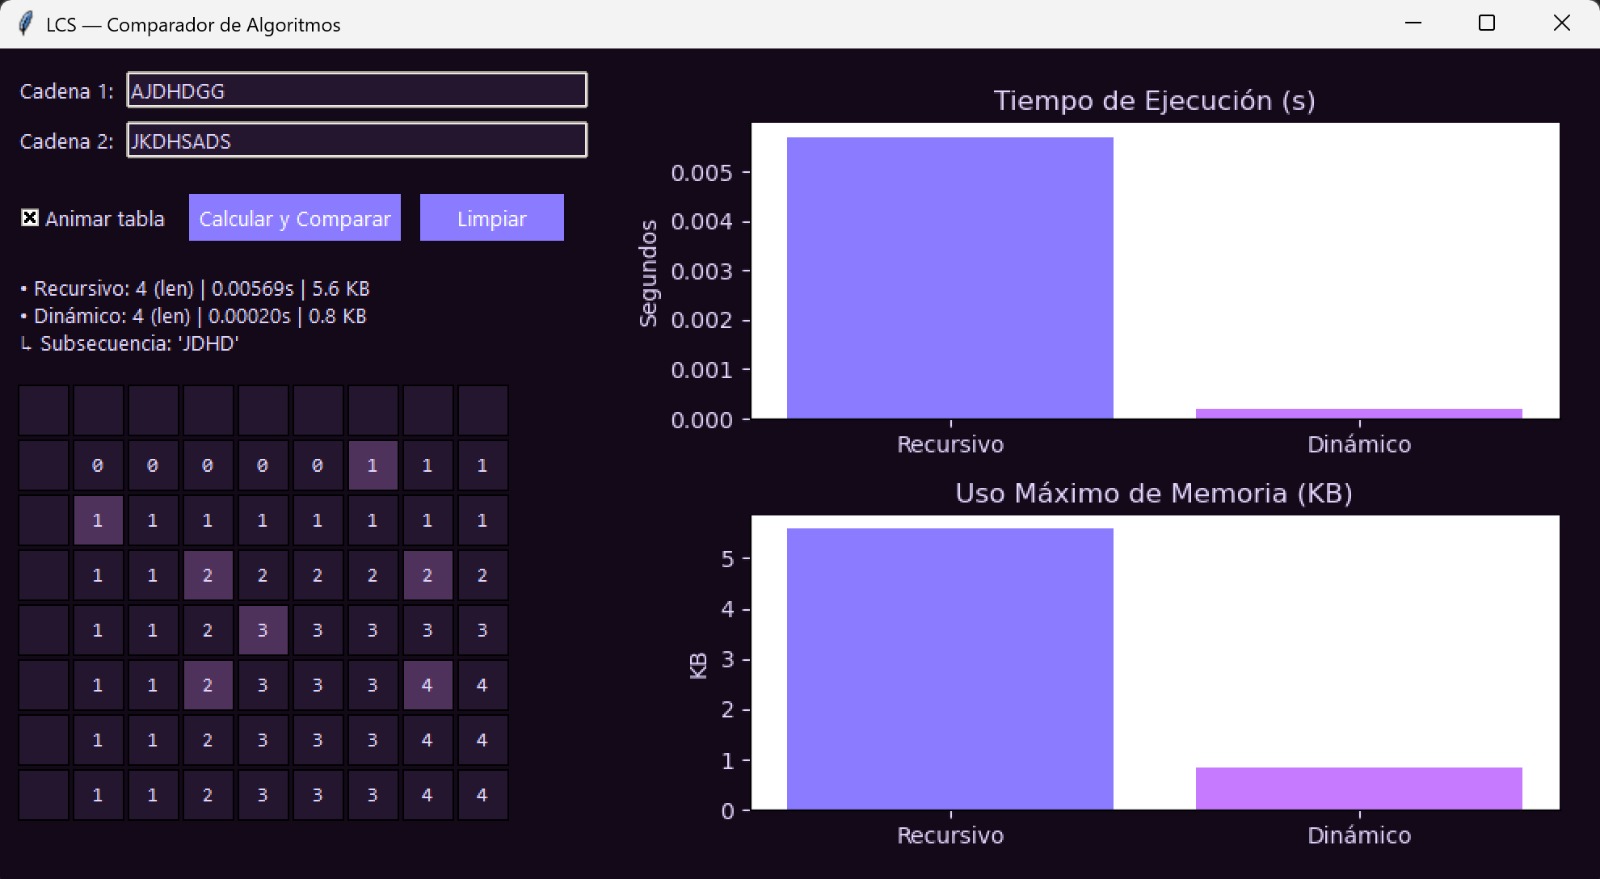 LCS — Comparador de Algoritmos
Cadena 1: AJDHDGG
Cadena 2: JKDHSADS
Animar tabla
Calcular y Comparar
Limpiar
• Recursivo: 4 (len) | 0.00569s | 5.6 KB
• Dinámico: 4 (len) | 0.00020s | 0.8 KB
↳ Subsecuencia: 'JDHD'
0 0 0 0 0 1 1 1
1 1 1 1 1 1 1 1
1 1 2 2 2 2 2 2
1 1 2 3 3 3 3 3
1 1 2 3 3 3 4 4
1 1 2 3 3 3 4 4
1 1 2 3 3 3 4 4
Tiempo de Ejecución (s)
Segundos
0.005
0.004
0.003
0.002
0.001
0.000
Recursivo
Dinámico
Uso Máximo de Memoria (KB)
KB
5
4
3
2
1
0
Recursivo
Dinámico